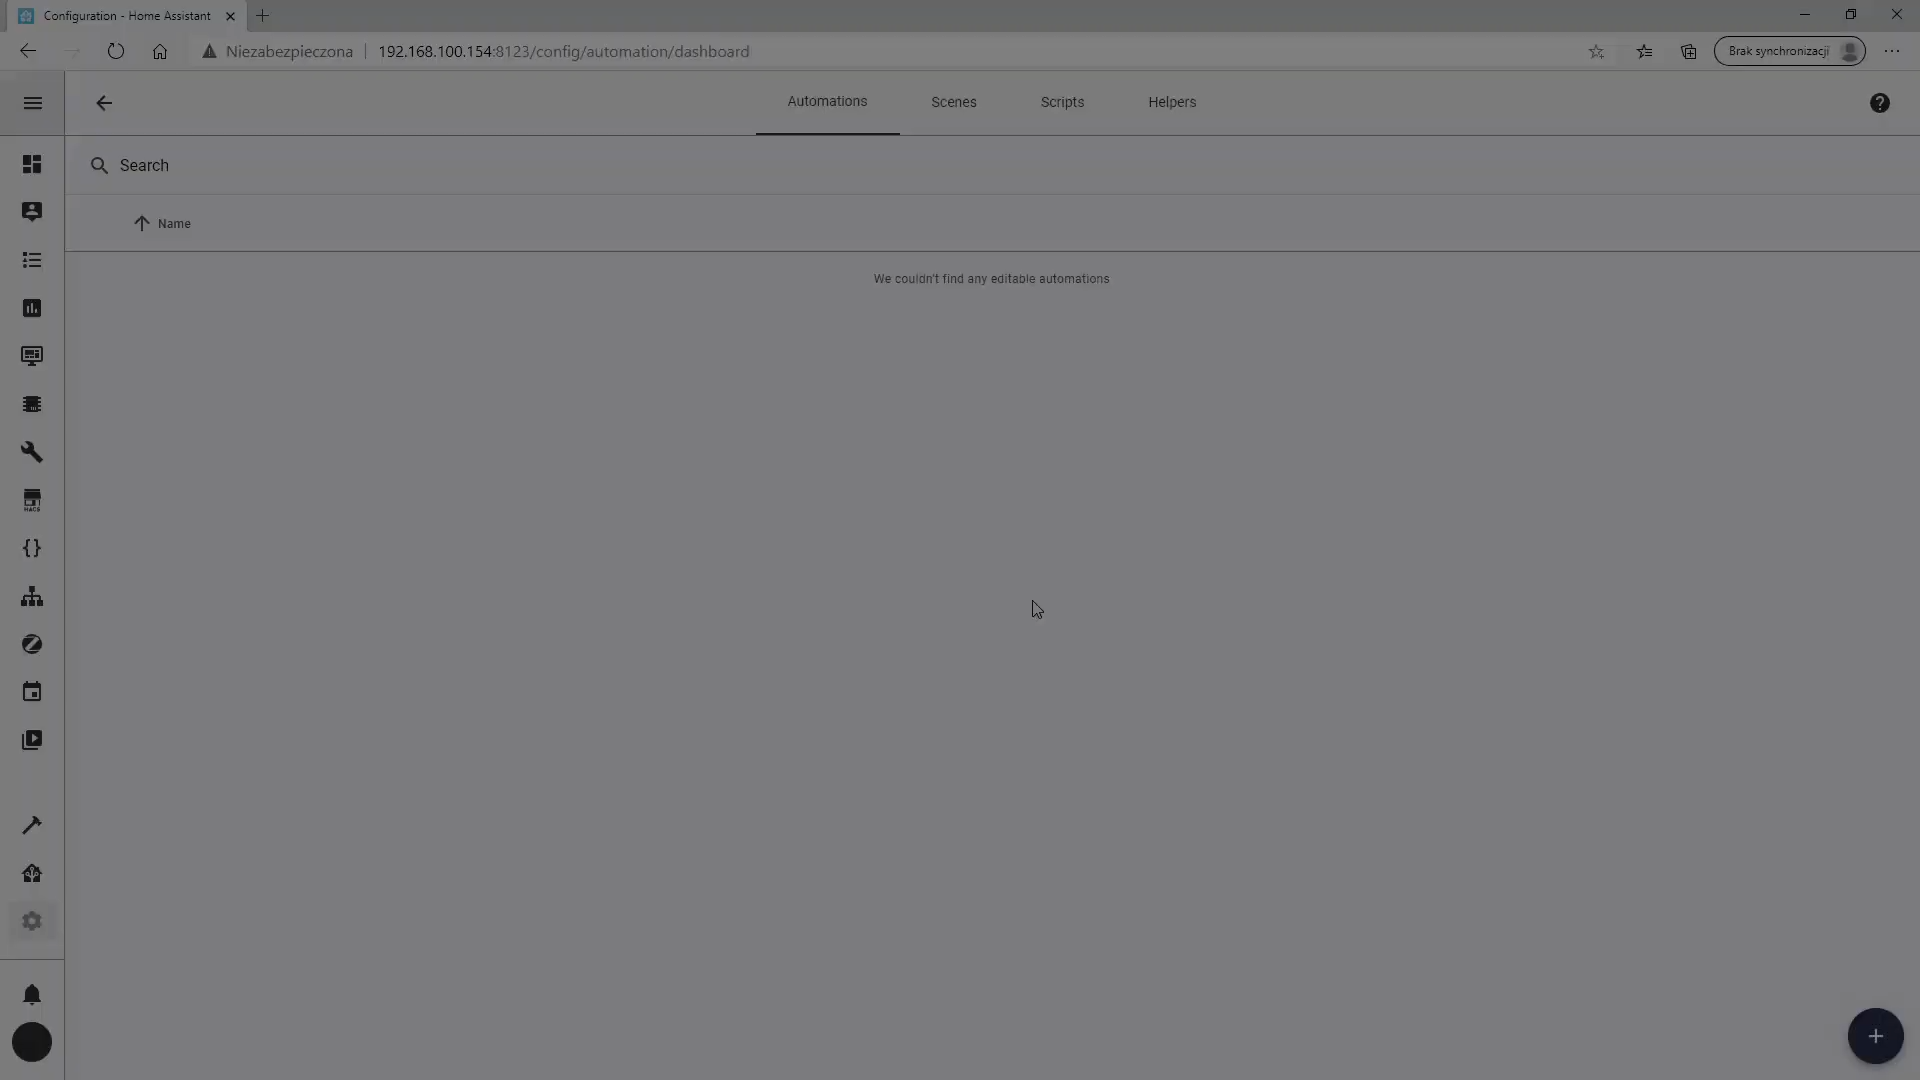 Configuration - Home Assistant
Niezabezpieczona | 192.168.100.154:8123/config/automation/dashboard
Brak synchronizacji
Automations
Scenes
Scripts
Helpers
Search
Name
We couldn't find any editable automations
HACS